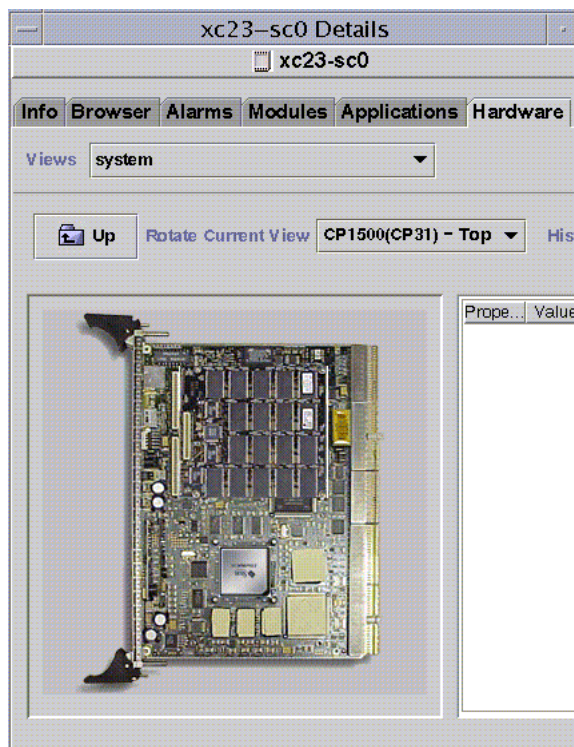 xc23-sc0 Details
xc23-sc0
Info Browser Alarms Modules Applications Hardware
Views system
Up Rotate Current View CP1500(CP31) - Top His
Prope... Value